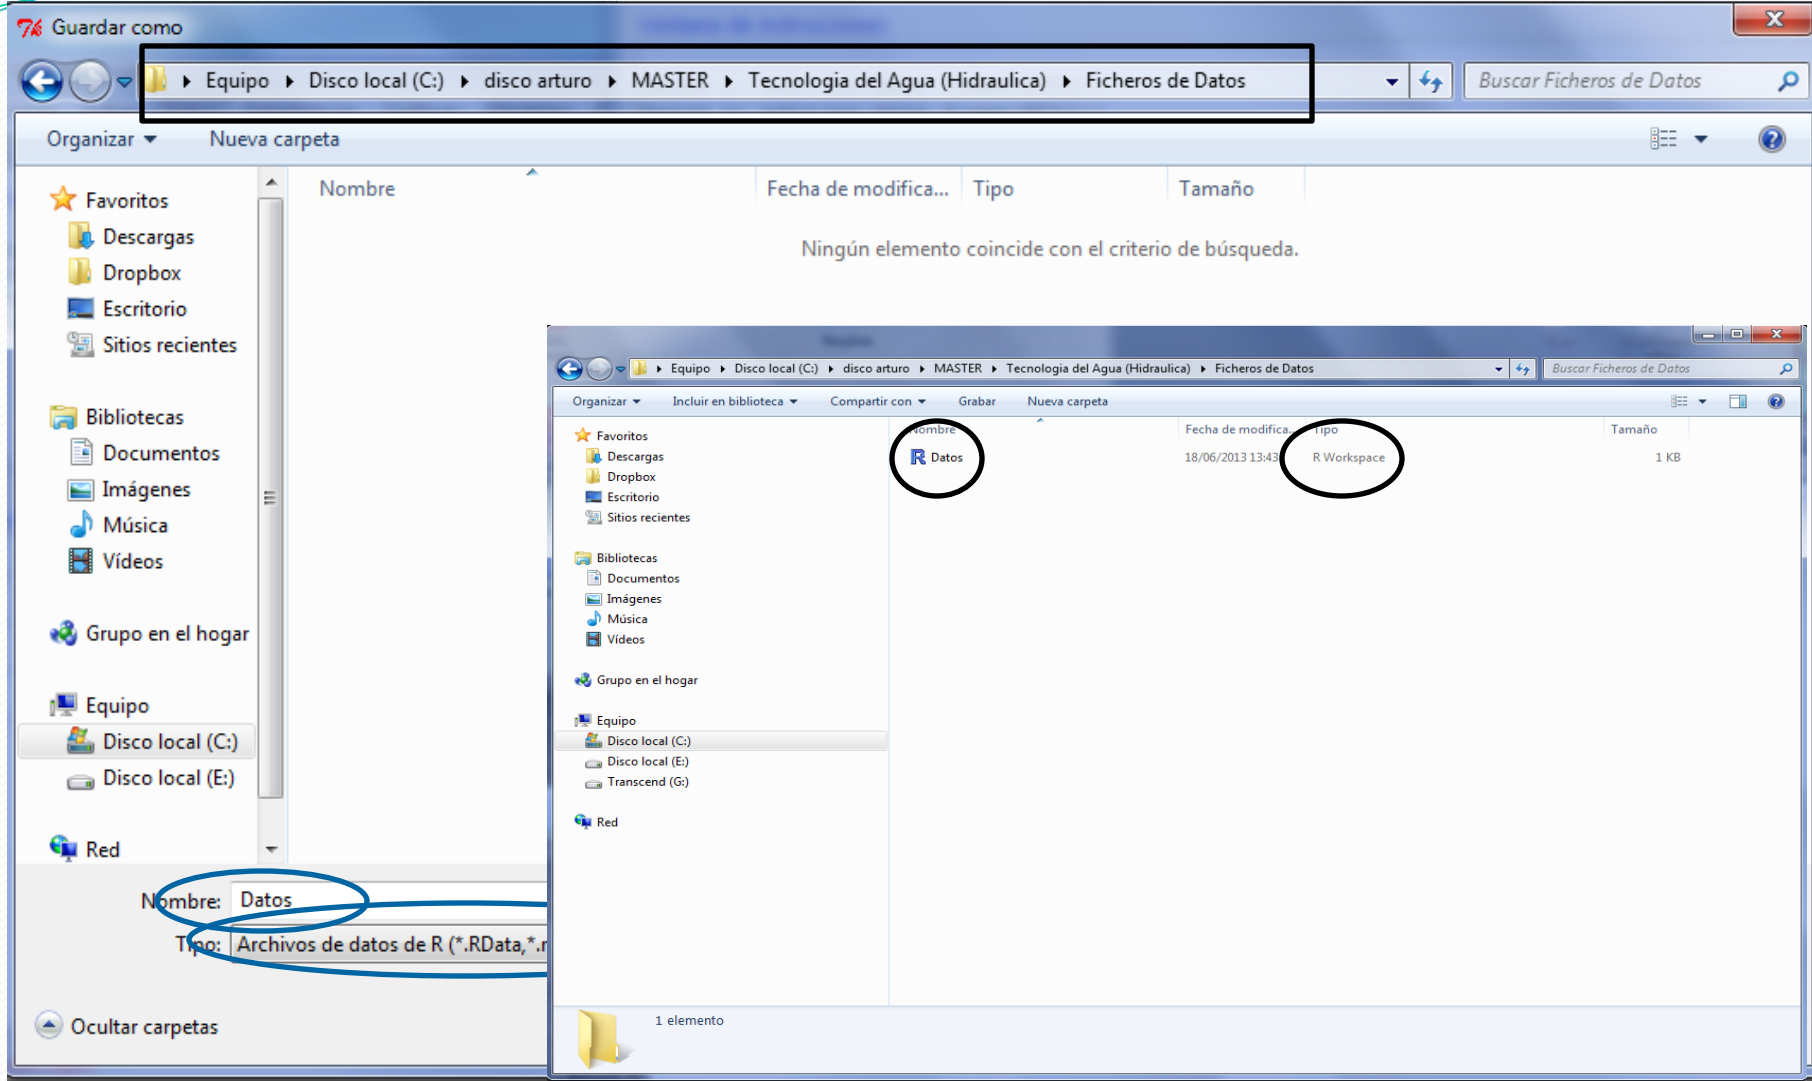 Guardar como
Equipo Disco local (C:) disco arturo MASTER Tecnologia del Agua (Hidraulica) Ficheros de Datos Buscar Ficheros de Datos
Organizar Nueva carpeta
Nombre Fecha de modifica... Tipo Tamaño
Ningún elemento coincide con el criterio de búsqueda.
Favoritos
Descargas
Dropbox
Escritorio
Sitios recientes
Bibliotecas
Documentos
Imágenes
Música
Vídeos
Grupo en el hogar
Equipo
Disco local (C:)
Disco local (E:)
Red
Nombre: Datos
Tipo: Archivos de datos de R (*.RData,*.r
Ocultar carpetas
Equipo Disco local (C:) disco arturo MASTER Tecnologia del Agua (Hidraulica) Ficheros de Datos Buscar Ficheros de Datos
Organizar Incluir en biblioteca Compartir con Grabar Nueva carpeta
Nombre Fecha de modifica... Tipo Tamaño
Datos 18/06/2013 13:43 R Workspace 1 KB
Favoritos
Descargas
Dropbox
Escritorio
Sitios recientes
Bibliotecas
Documentos
Imágenes
Música
Vídeos
Grupo en el hogar
Equipo
Disco local (C:)
Disco local (E:)
Transcend (G:)
Red
1 elemento